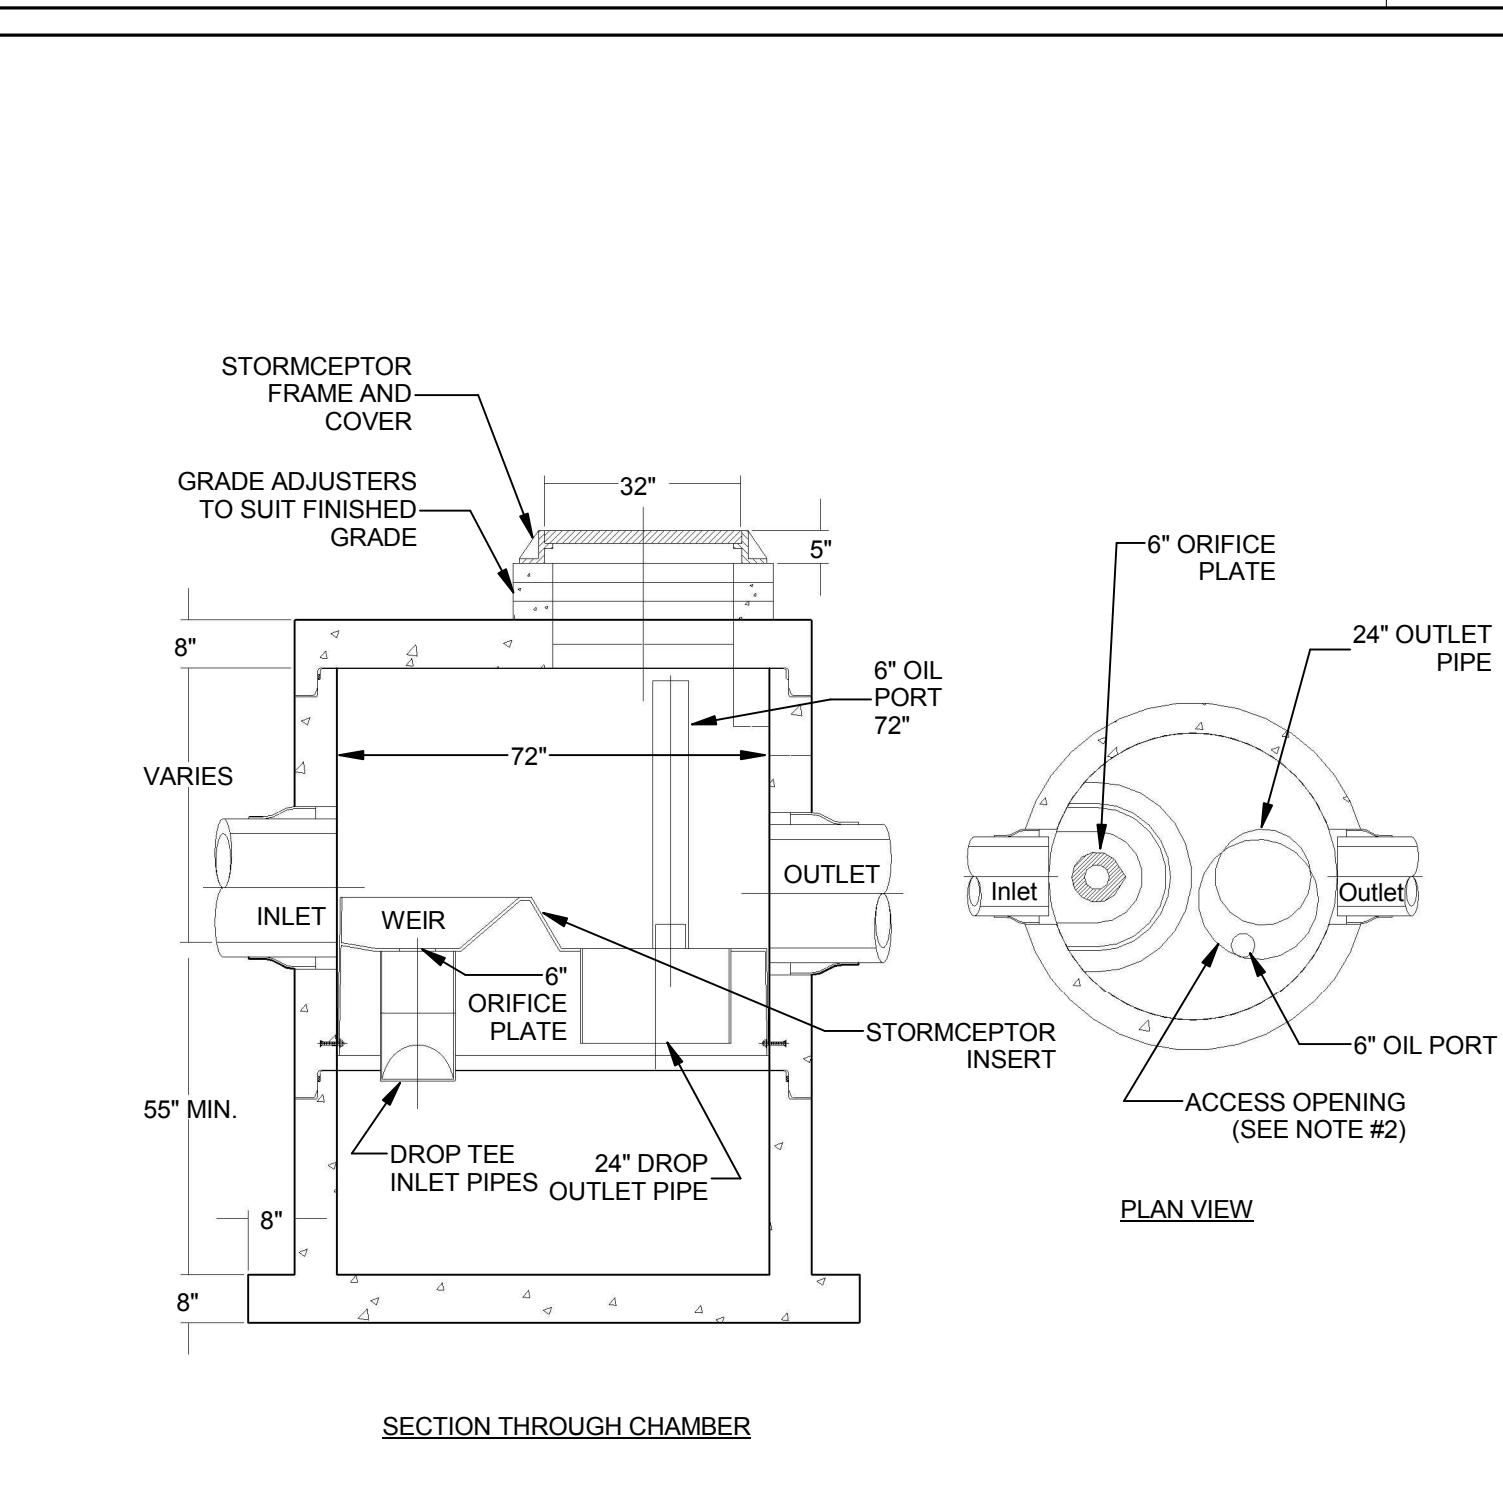 STORMCEPTOR
FRAME AND
COVER
GRADE ADJUSTERS
TO SUIT FINISHED
GRADE
32"
5"
8"
6" OIL
PORT
72"
72"
VARIES
OUTLET
INLET
WEIR
6"
ORIFICE
PLATE
STORMCEPTOR
INSERT
55" MIN.
DROP TEE
INLET PIPES
24" DROP
OUTLET PIPE
8"
8"
SECTION THROUGH CHAMBER
6" ORIFICE
PLATE
24" OUTLET
PIPE
Inlet
Outlet
6" OIL PORT
ACCESS OPENING
(SEE NOTE #2)
PLAN VIEW